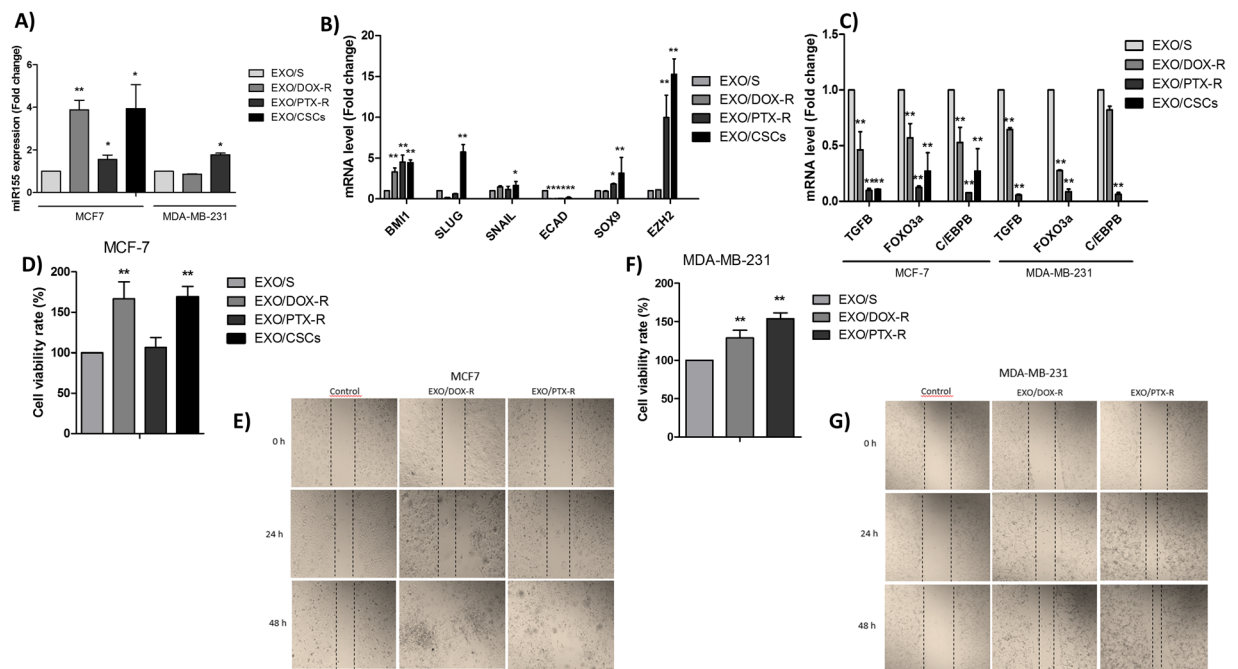 A)
miR155 expression (Fold change)
6
4
2
0
**
*
*
*
MCF7
MDA-MB-231
EXO/S
EXO/DOX-R
EXO/PTX-R
EXO/CSCs
B)
mRNA level (Fold change)
20
15
10
5
0
**
**
**
**
*
******
*
**
**
**
BMI1
SLUG
SNAIL
ECAD
SOX9
EZH2
EXO/S
EXO/DOX-R
EXO/PTX-R
EXO/CSCs
C)
mRNA level (Fold change)
1.5
1.0
0.5
0.0
**
****
**
**
**
**
**
**
**
**
**
**
**
**
TGFB
FOXO3a
C/EBPB
TGFB
FOXO3a
C/EBPB
MCF-7
MDA-MB-231
EXO/S
EXO/DOX-R
EXO/PTX-R
EXO/CSCs
D)
MCF-7
Cell viability rate (%)
200
150
100
50
0
**
**
EXO/S
EXO/DOX-R
EXO/PTX-R
EXO/CSCs
E)
MCF7
Control
EXO/DOX-R
EXO/PTX-R
0 h
24 h
48 h
F)
MDA-MB-231
Cell viability rate (%)
200
150
100
50
0
**
**
EXO/S
EXO/DOX-R
EXO/PTX-R
G)
MDA-MB-231
Control
EXO/DOX-R
EXO/PTX-R
0 h
24 h
48 h